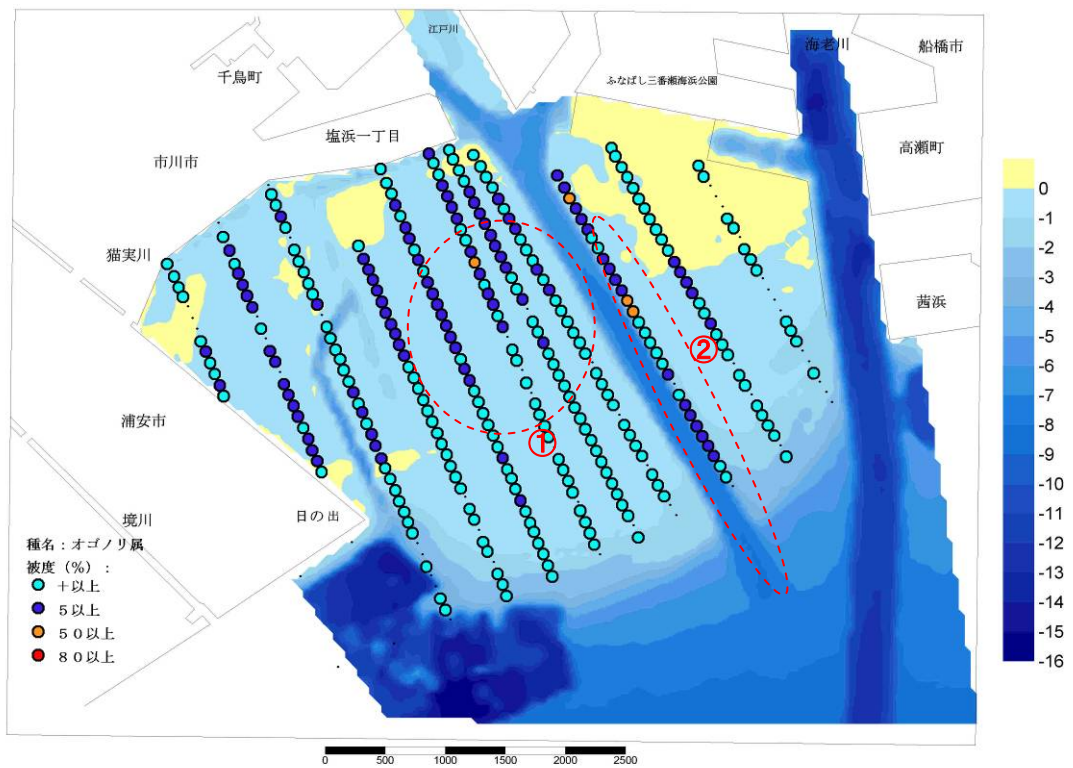 江戸川
海老川
船橋市
千鳥町
ふなばし三番瀬海浜公園
塩浜一丁目
高瀬町
市川市
猫実川
茜浜
浦安市
①
②
境川
日の出
種名：オゴノリ属
被度（％）：
＋以上
５以上
５０以上
８０以上
0
-1
-2
-3
-4
-5
-6
-7
-8
-9
-10
-11
-12
-13
-14
-15
-16
0 500 1000 1500 2000 2500